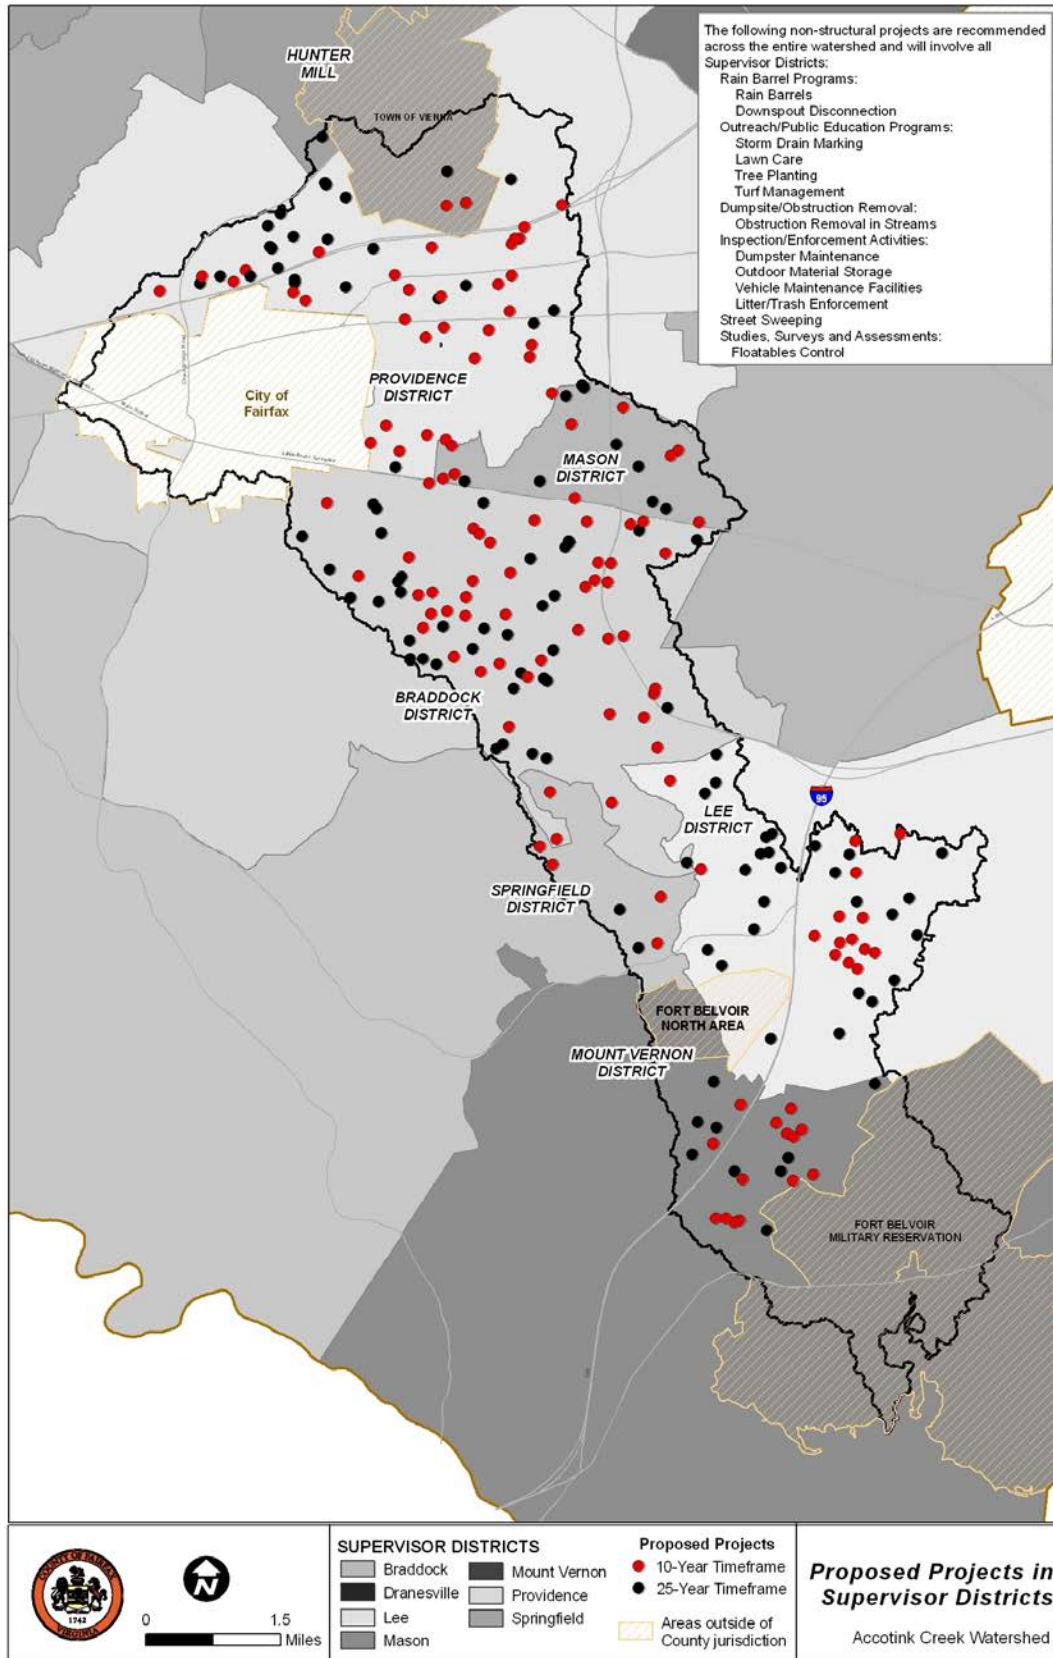 The following non-structural projects are recommended
across the entire watershed and will involve all
Supervisor Districts:
Rain Barrel Programs:
Rain Barrels
Downspout Disconnection
Outreach/Public Education Programs:
Storm Drain Marking
Lawn Care
Tree Planting
Turf Management
Dumpsite/Obstruction Removal:
Obstruction Removal in Streams
Inspection/Enforcement Activities:
Dumpster Maintenance
Outdoor Material Storage
Vehicle Maintenance Facilities
Litter/Trash Enforcement
Street Sweeping
Studies, Surveys and Assessments:
Floatables Control
HUNTER
MILL
TOWN OF VIENNA
PROVIDENCE
DISTRICT
City of
Fairfax
MASON
DISTRICT
BRADDOCK
DISTRICT
LEE
DISTRICT
95
SPRINGFIELD
DISTRICT
FORT BELVOIR
NORTH AREA
MOUNT VERNON
DISTRICT
FORT BELVOIR
MILITARY RESERVATION
COUNTY OF FAIRFAX
1742
VIRGINIA
N
0 1.5
Miles
SUPERVISOR DISTRICTS
Braddock
Dranesville
Lee
Mason
Mount Vernon
Providence
Springfield
Proposed Projects
10-Year Timeframe
25-Year Timeframe
Areas outside of
County jurisdiction
Proposed Projects in
Supervisor Districts
Accotink Creek Watershed